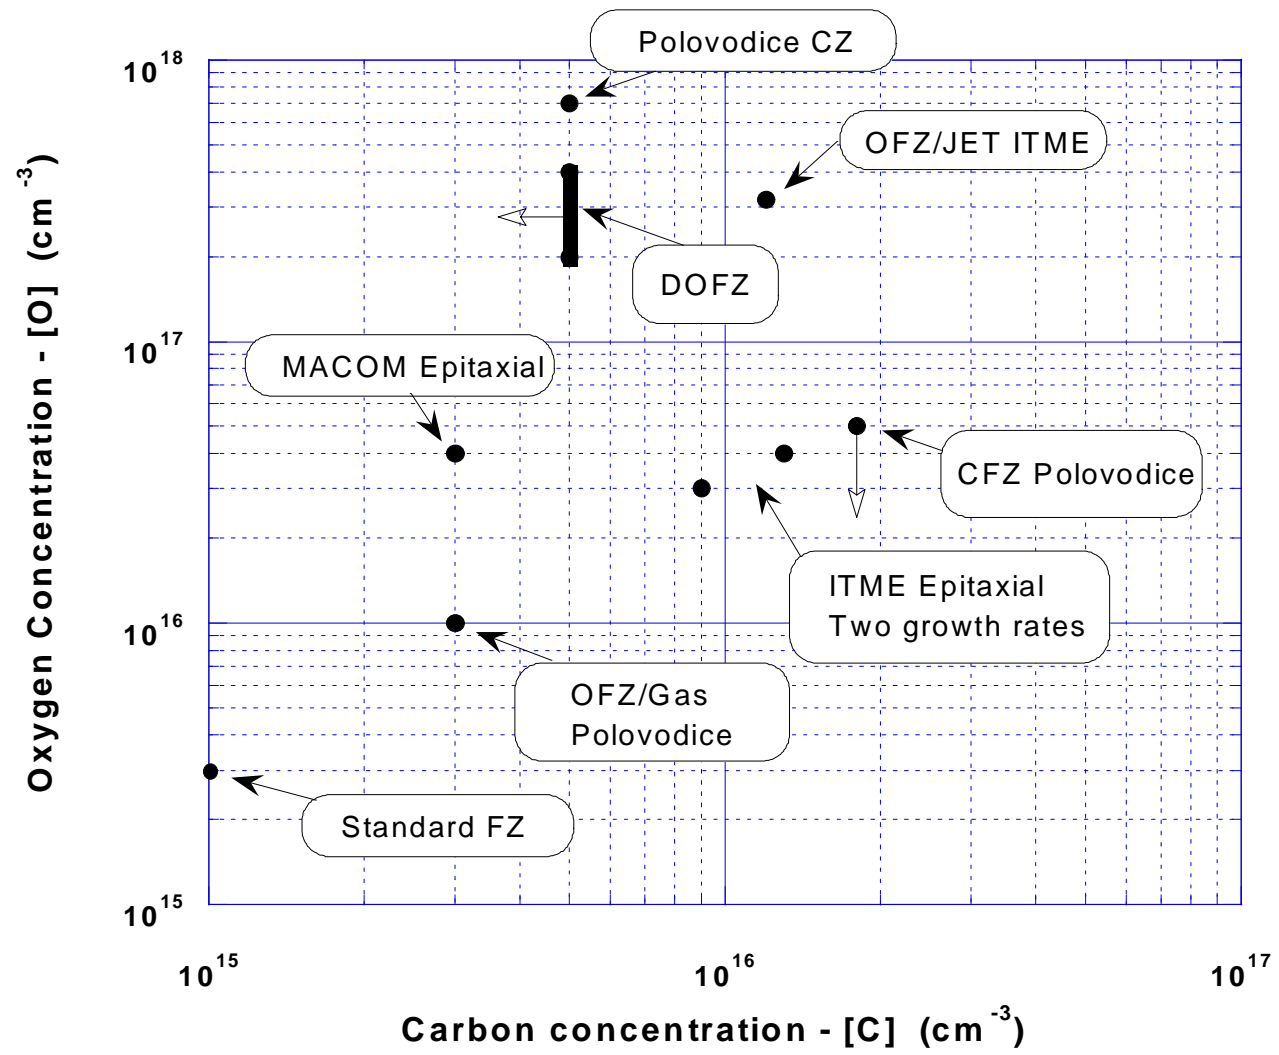 Polovodice CZ
10^18
OFZ/JET ITME
DOFZ
10^17
MACOM Epitaxial
CFZ Polovodice
ITME Epitaxial
Two growth rates
10^16
OFZ/Gas
Polovodice
Standard FZ
10^15
10^15
10^16
10^17
Carbon concentration - [C] (cm^-3)
Oxygen Concentration - [O] (cm^-3)